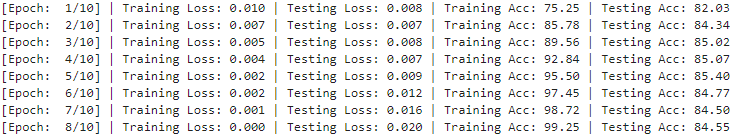 [Epoch:  1/10] | Training Loss: 0.010 | Testing Loss: 0.008 | Training Acc: 75.25 | Testing Acc: 82.03
[Epoch:  2/10] | Training Loss: 0.007 | Testing Loss: 0.007 | Training Acc: 85.78 | Testing Acc: 84.34
[Epoch:  3/10] | Training Loss: 0.005 | Testing Loss: 0.008 | Training Acc: 89.56 | Testing Acc: 85.02
[Epoch:  4/10] | Training Loss: 0.004 | Testing Loss: 0.007 | Training Acc: 92.84 | Testing Acc: 85.07
[Epoch:  5/10] | Training Loss: 0.002 | Testing Loss: 0.009 | Training Acc: 95.50 | Testing Acc: 85.40
[Epoch:  6/10] | Training Loss: 0.002 | Testing Loss: 0.012 | Training Acc: 97.45 | Testing Acc: 84.77
[Epoch:  7/10] | Training Loss: 0.001 | Testing Loss: 0.016 | Training Acc: 98.72 | Testing Acc: 84.50
[Epoch:  8/10] | Training Loss: 0.000 | Testing Loss: 0.020 | Training Acc: 99.25 | Testing Acc: 84.55